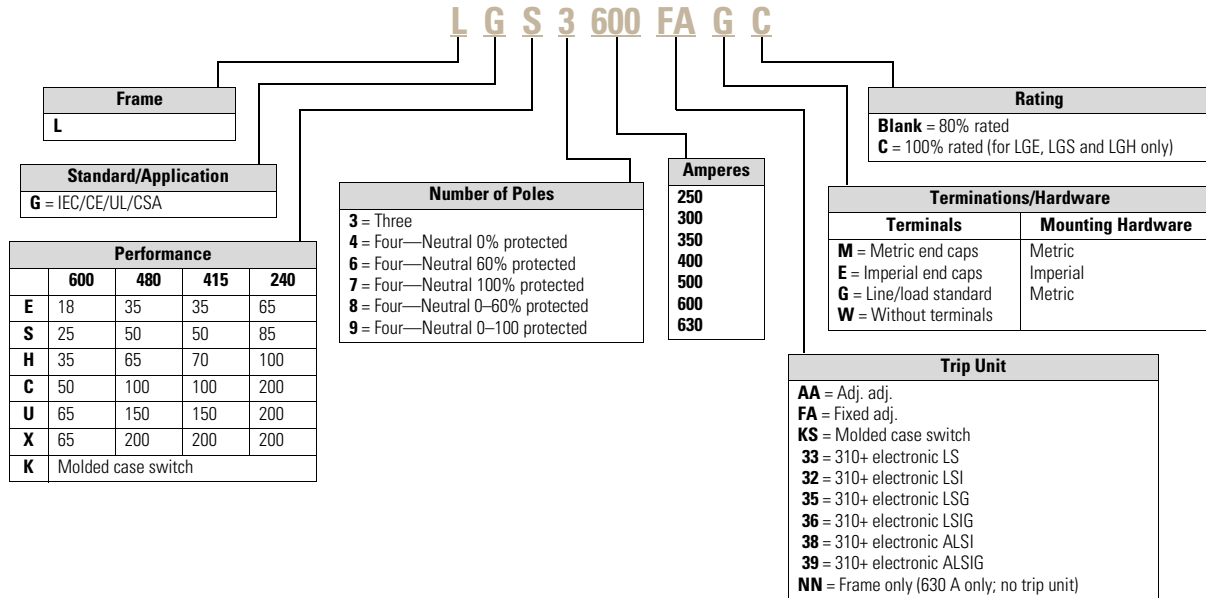 L G S 3 600 FA G C
Frame
L
Standard/Application
G = IEC/CE/UL/CSA
Performance
600 480 415 240
E 18 35 35 65
S 25 50 50 85
H 35 65 70 100
C 50 100 100 200
U 65 150 150 200
X 65 200 200 200
K Molded case switch
Number of Poles
3 = Three
4 = Four—Neutral 0% protected
6 = Four—Neutral 60% protected
7 = Four—Neutral 100% protected
8 = Four—Neutral 0–60% protected
9 = Four—Neutral 0–100 protected
Amperes
250
300
350
400
500
600
630
Rating
Blank = 80% rated
C = 100% rated (for LGE, LGS and LGH only)
Terminations/Hardware
Terminals Mounting Hardware
M = Metric end caps Metric
E = Imperial end caps Imperial
G = Line/load standard Metric
W = Without terminals
Trip Unit
AA = Adj. adj.
FA = Fixed adj.
KS = Molded case switch
33 = 310+ electronic LS
32 = 310+ electronic LSI
35 = 310+ electronic LSG
36 = 310+ electronic LSIG
38 = 310+ electronic ALSI
39 = 310+ electronic ALSIG
NN = Frame only (630 A only; no trip unit)